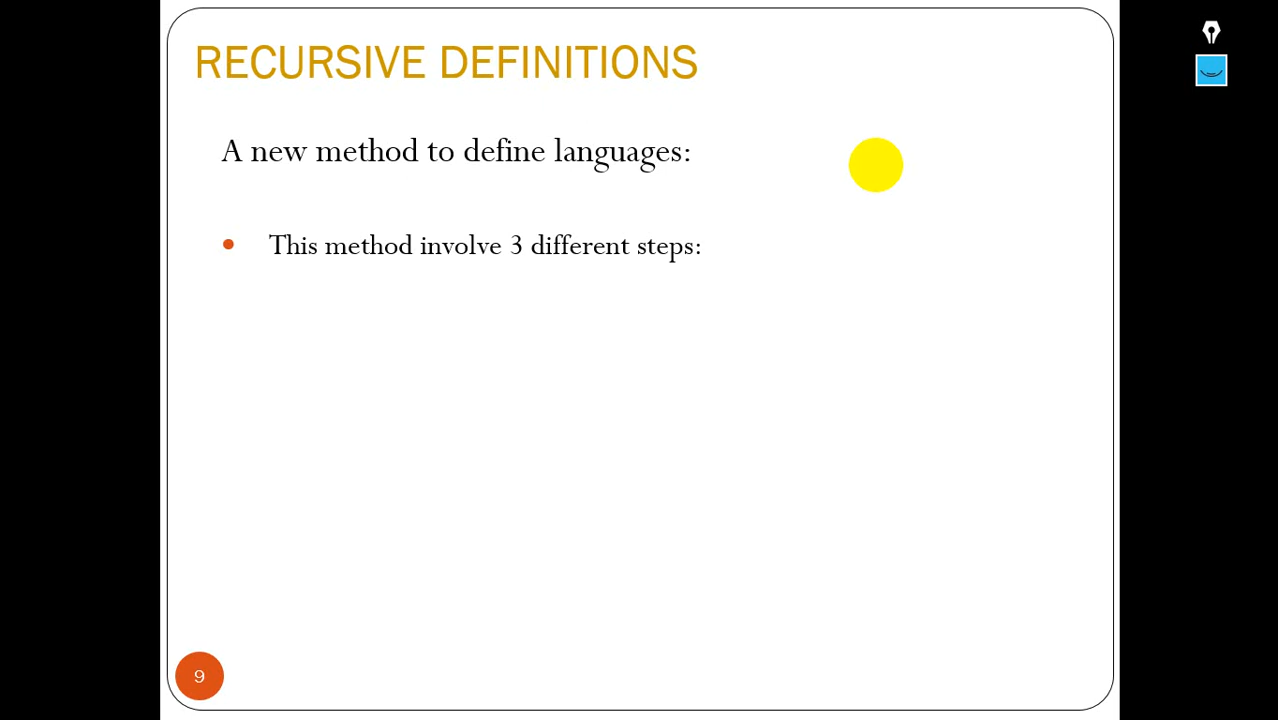 RECURSIVE DEFINITIONS
A new method to define languages:
• This method involve 3 different steps:
9